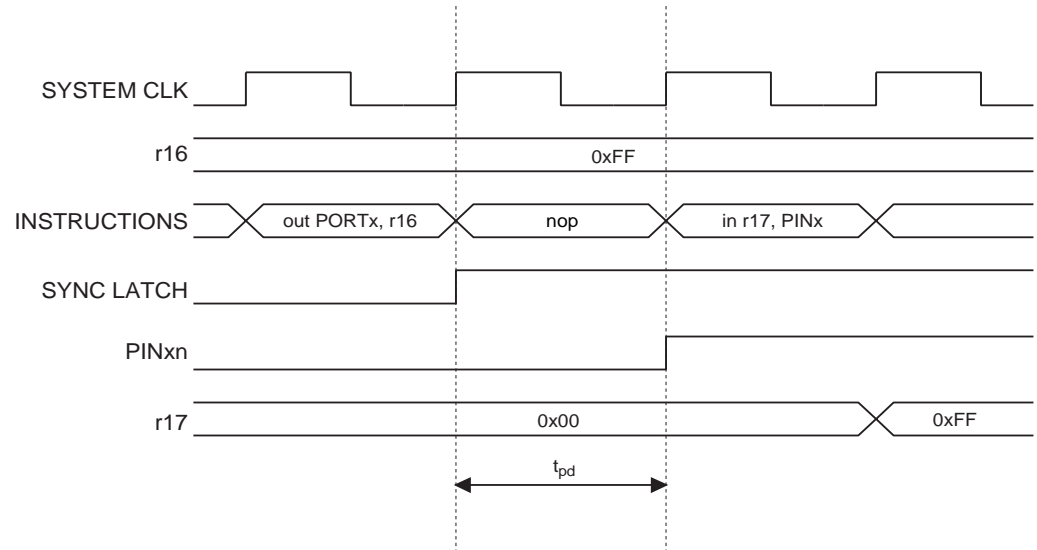 SYSTEM CLK
r16
0xFF
INSTRUCTIONS
out PORTx, r16
nop
in r17, PINx
SYNC LATCH
PINxn
r17
0x00
0xFF
tpd